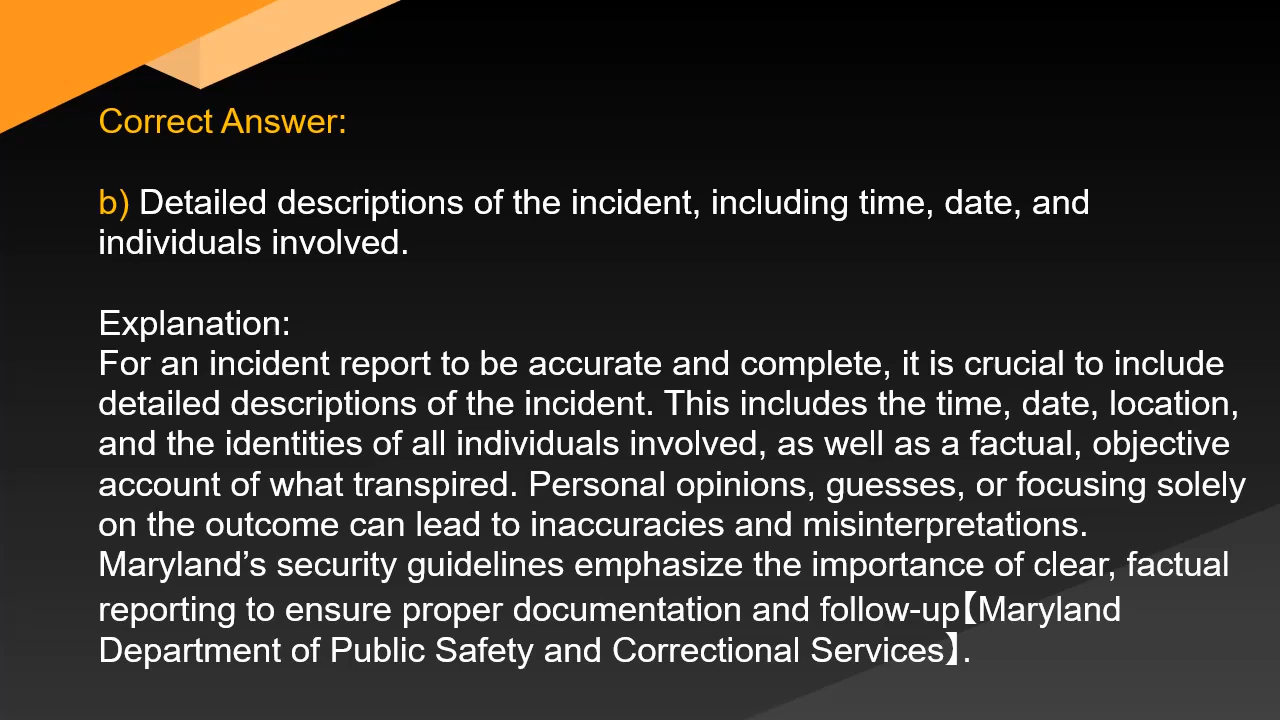 Correct Answer:
b) Detailed descriptions of the incident, including time, date, and
individuals involved.
Explanation:
For an incident report to be accurate and complete, it is crucial to include
detailed descriptions of the incident. This includes the time, date, location,
and the identities of all individuals involved, as well as a factual, objective
account of what transpired. Personal opinions, guesses, or focusing solely
on the outcome can lead to inaccuracies and misinterpretations.
Maryland’s security guidelines emphasize the importance of clear, factual
reporting to ensure proper documentation and follow-up【Maryland
Department of Public Safety and Correctional Services】.